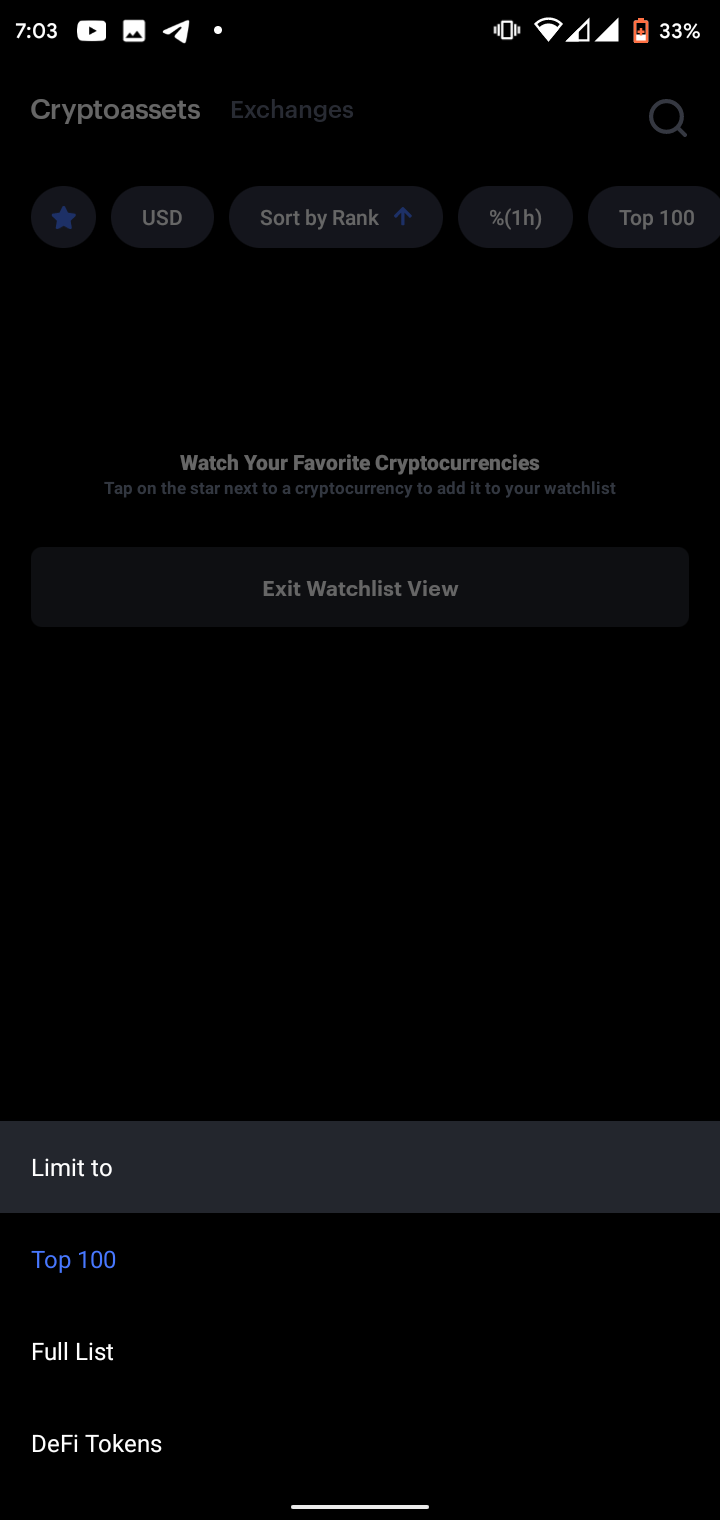 7:03
33%
Cryptoassets
Exchanges
USD
Sort by Rank
%(1h)
Top 100
Watch Your Favorite Cryptocurrencies
Tap on the star next to a cryptocurrency to add it to your watchlist
Exit Watchlist View
Limit to
Top 100
Full List
DeFi Tokens